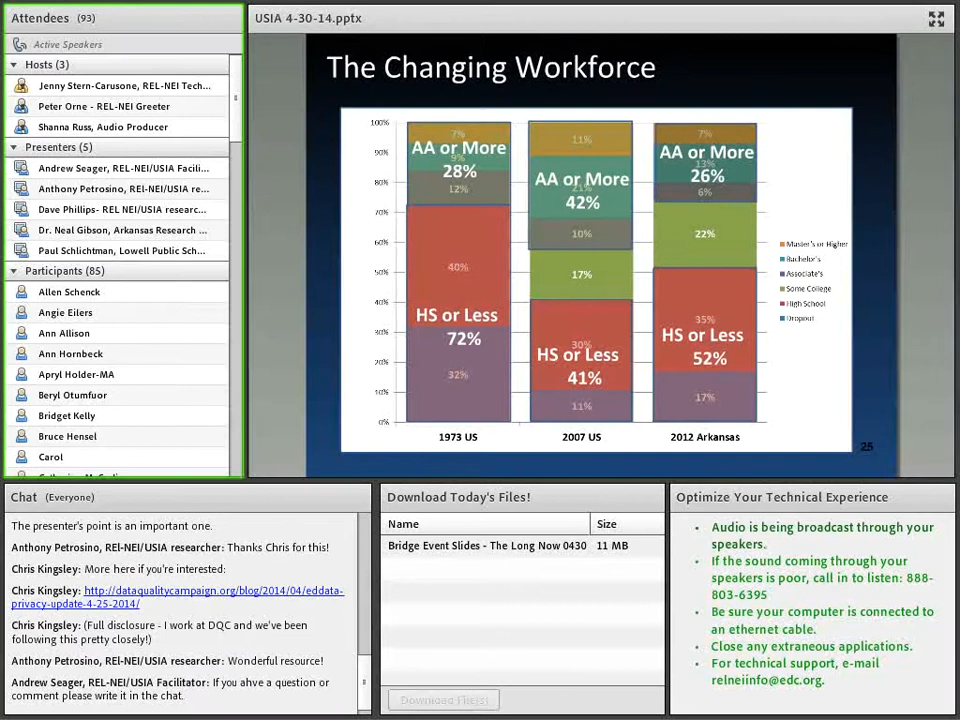 Attendees (93)
Active Speakers
Hosts (3)
Jenny Stern-Carusone, REL-NEI Tech...
Peter Orne - REL-NEI Greeter
Shanna Russ, Audio Producer
Presenters (5)
Andrew Seager, REL-NEI/USIA Facili...
Anthony Petrosino, REL-NEI/USIA re...
Dave Phillips- REL NEI/USIA researc...
Dr. Neal Gibson, Arkansas Research ...
Paul Schlichtman, Lowell Public Sch...
Participants (85)
Allen Schenck
Angie Eilers
Ann Allison
Ann Hornbeck
Apryl Holder-MA
Beryl Otumfuor
Bridget Kelly
Bruce Hensel
Carol
USIA 4-30-14.pptx
The Changing Workforce
100%
90%
80%
70%
60%
50%
40%
30%
20%
10%
0%
7%
AA or More
9%
28%
12%
40%
HS or Less
72%
32%
1973 US
11%
AA or More
21%
42%
10%
17%
30%
HS or Less
41%
11%
2007 US
7%
AA or More
13%
26%
6%
22%
35%
HS or Less
52%
17%
2012 Arkansas
Master's or Higher
Bachelor's
Associate's
Some College
High School
Dropout
25
Chat (Everyone)
The presenter's point is an important one.
Anthony Petrosino, REl-NEI/USIA researcher: Thanks Chris for this!
Chris Kingsley: More here if you're interested:
Chris Kingsley: http://dataqualitycampaign.org/blog/2014/04/eddata-
privacy-update-4-25-2014/
Chris Kingsley: (Full disclosure - I work at DQC and we've been
following this pretty closely!)
Anthony Petrosino, REl-NEI/USIA researcher: Wonderful resource!
Andrew Seager, REL-NEI/USIA Facilitator: If you ahve a question or
comment please write it in the chat.
Download Today's Files!
Name Size
Bridge Event Slides - The Long Now 0430 11 MB
Download File(s)
Optimize Your Technical Experience
• Audio is being broadcast through your
speakers.
• If the sound coming through your
speakers is poor, call in to listen: 888-
803-6395
• Be sure your computer is connected to
an ethernet cable.
• Close any extraneous applications.
• For technical support, e-mail
relneiinfo@edc.org.